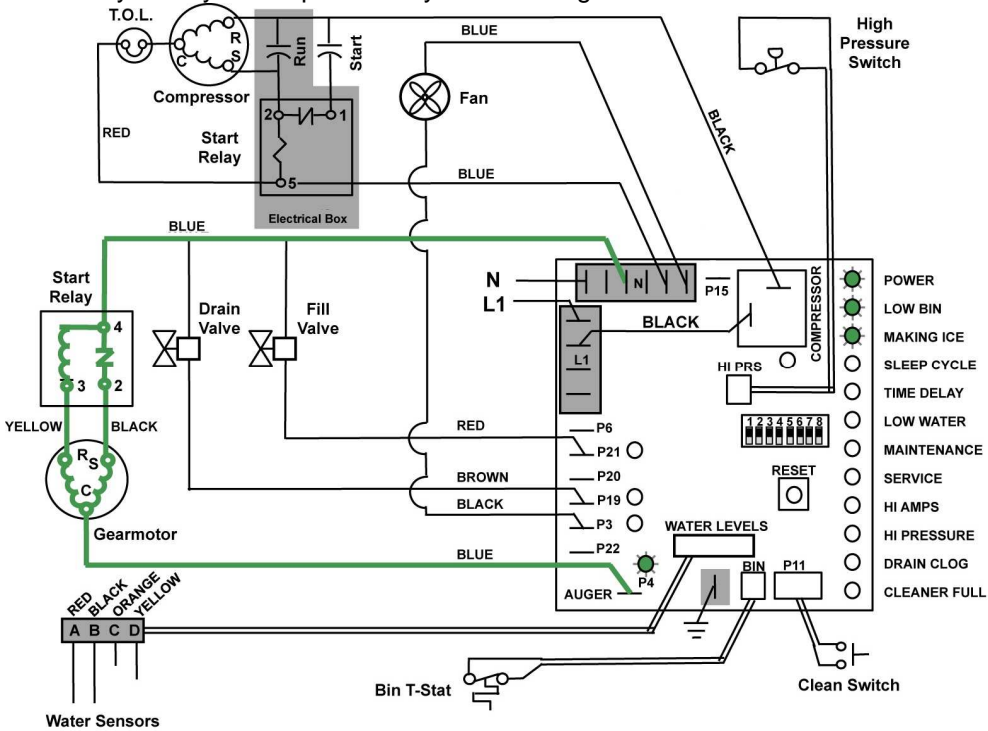 T.O.L.
R
S
C
Compressor
RED
Run
Start
2
1
5
Start
Relay
Electrical Box
BLUE
Fan
BLUE
BLACK
High
Pressure
Switch
BLUE
Start
Relay
4
3
2
YELLOW
BLACK
R
S
C
Gearmotor
Drain
Valve
Fill
Valve
N
L1
N
P15
BLACK
L1
COMPRESSOR
HI PRS
1 2 3 4 5 6 7 8
RESET
RED
BROWN
BLACK
BLUE
P6
P21
P20
P19
P3
P22
P4
AUGER
WATER LEVELS
BIN
P11
POWER
LOW BIN
MAKING ICE
SLEEP CYCLE
TIME DELAY
LOW WATER
MAINTENANCE
SERVICE
HI AMPS
HI PRESSURE
DRAIN CLOG
CLEANER FULL
RED
BLACK
ORANGE
YELLOW
A B C D
Water Sensors
Bin T-Stat
Clean Switch